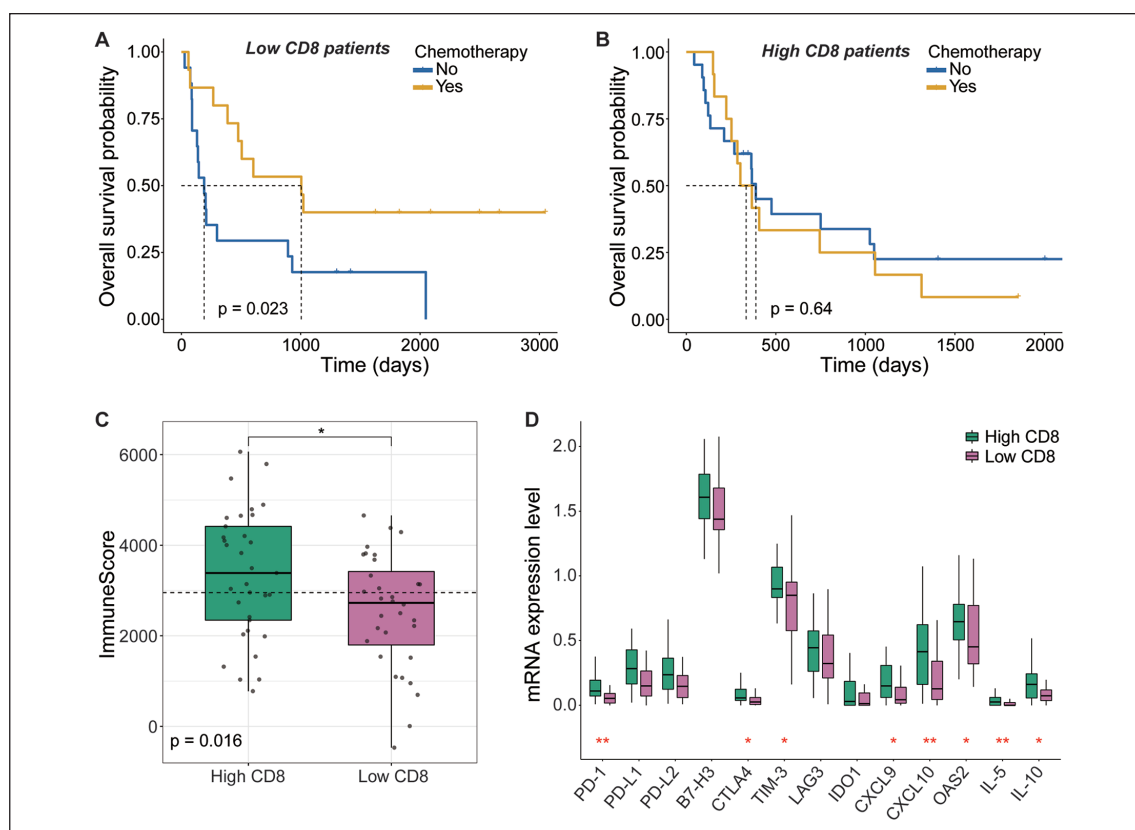 A
Low CD8 patients
Chemotherapy
No
Yes
Overall survival probability
1.00
0.75
0.50
0.25
0.00
p = 0.023
0
1000
2000
3000
Time (days)
B
High CD8 patients
Chemotherapy
No
Yes
Overall survival probability
1.00
0.75
0.50
0.25
0.00
p = 0.64
0
500
1000
1500
2000
Time (days)
C
*
ImmuneScore
6000
4000
2000
0
p = 0.016
High CD8
Low CD8
D
High CD8
Low CD8
mRNA expression level
2.0
1.5
1.0
0.5
0.0
** * * * ** * ** *
PD-1
PD-L1
PD-L2
B7-H3
CTLA4
TIM-3
LAG3
IDO1
CXCL9
CXCL10
OAS2
IL-5
IL-10